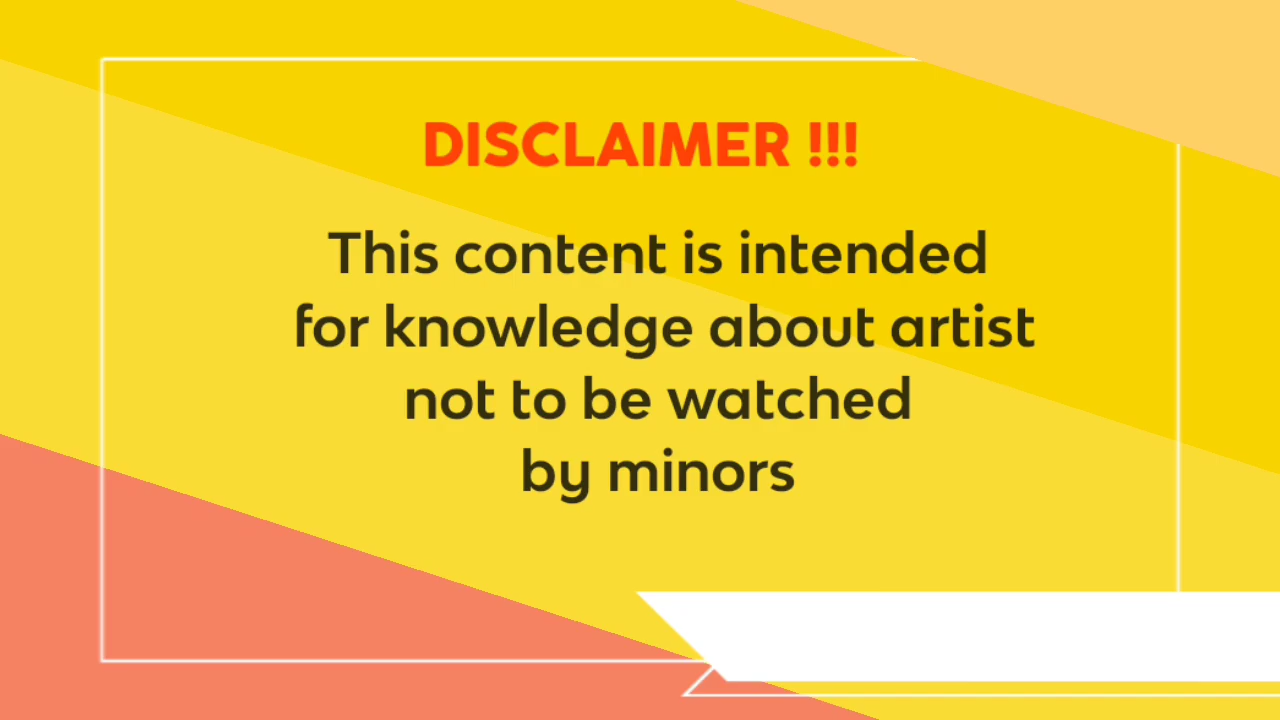 DISCLAIMER !!!
This content is intended
for knowledge about artist
not to be watched
by minors